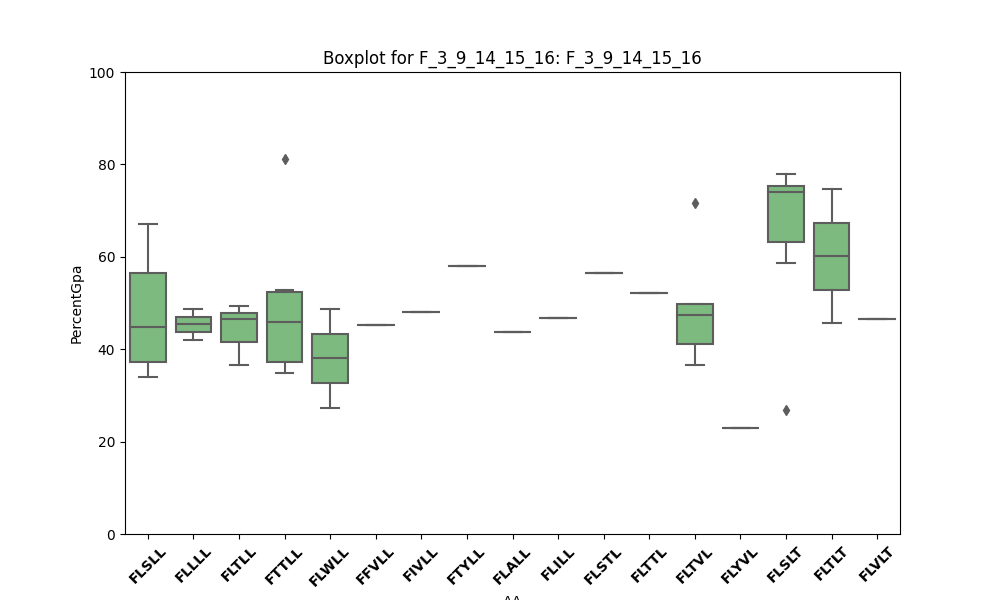 Boxplot for F_3_9_14_15_16: F_3_9_14_15_16
100
80
60
40
20
0
PercentGpa
FLSLL FLLLL FLTLL FTTLL FLWLL FFVLL FIVLL FTYLL FLALL FLILL FLSTL FLTTL FLTVL FLYVL FLSLT FLTLT FLVLT
AA